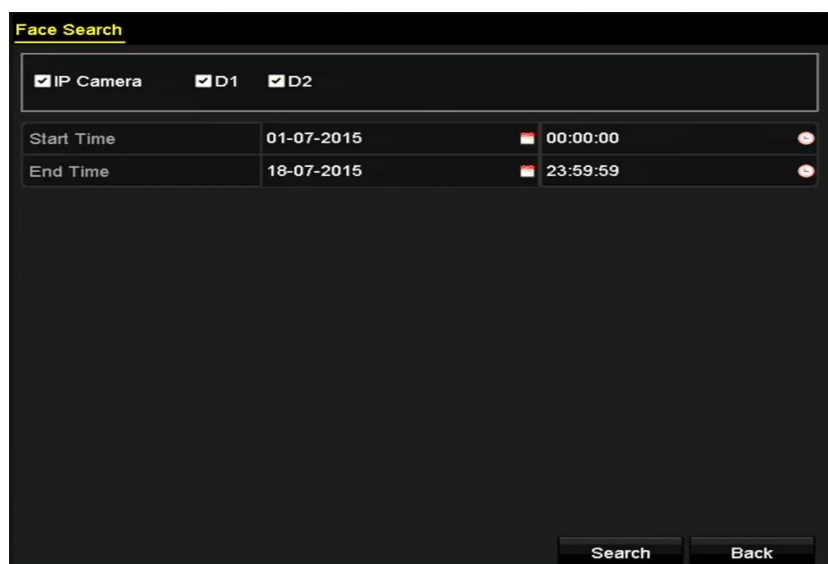 Face Search
IP Camera D1 D2
Start Time 01-07-2015 00:00:00
End Time 18-07-2015 23:59:59
Search Back